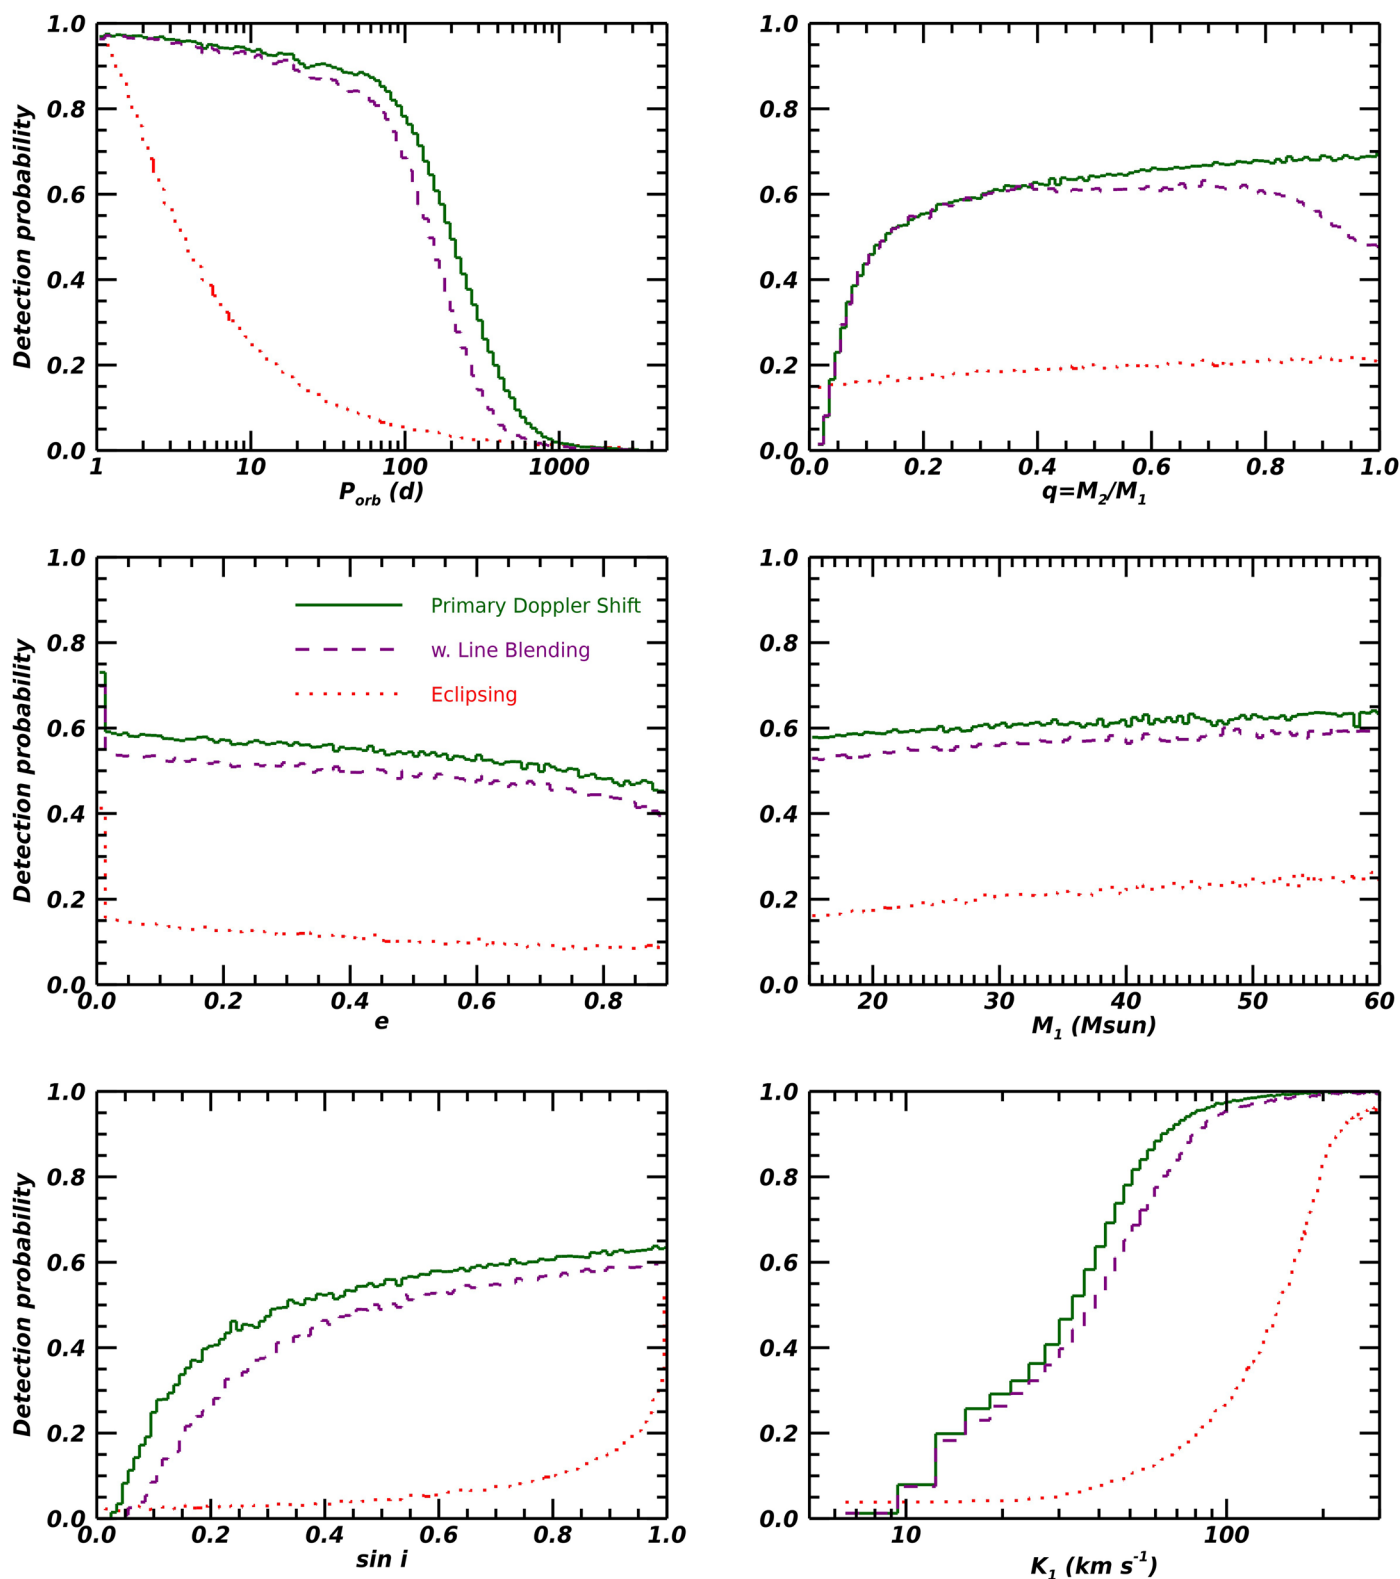 1.0
0.8
0.6
0.4
0.2
0.0
Detection probability
1 10 100 1000
P_orb (d)
1.0
0.8
0.6
0.4
0.2
0.0
0.0 0.2 0.4 0.6 0.8 1.0
q=M_2/M_1
1.0
0.8
0.6
0.4
0.2
0.0
Detection probability
Primary Doppler Shift
w. Line Blending
Eclipsing
0.0 0.2 0.4 0.6 0.8
e
1.0
0.8
0.6
0.4
0.2
0.0
20 30 40 50 60
M_1 (Msun)
1.0
0.8
0.6
0.4
0.2
0.0
Detection probability
0.0 0.2 0.4 0.6 0.8 1.0
sin i
1.0
0.8
0.6
0.4
0.2
0.0
10 100
K_1 (km s^-1)